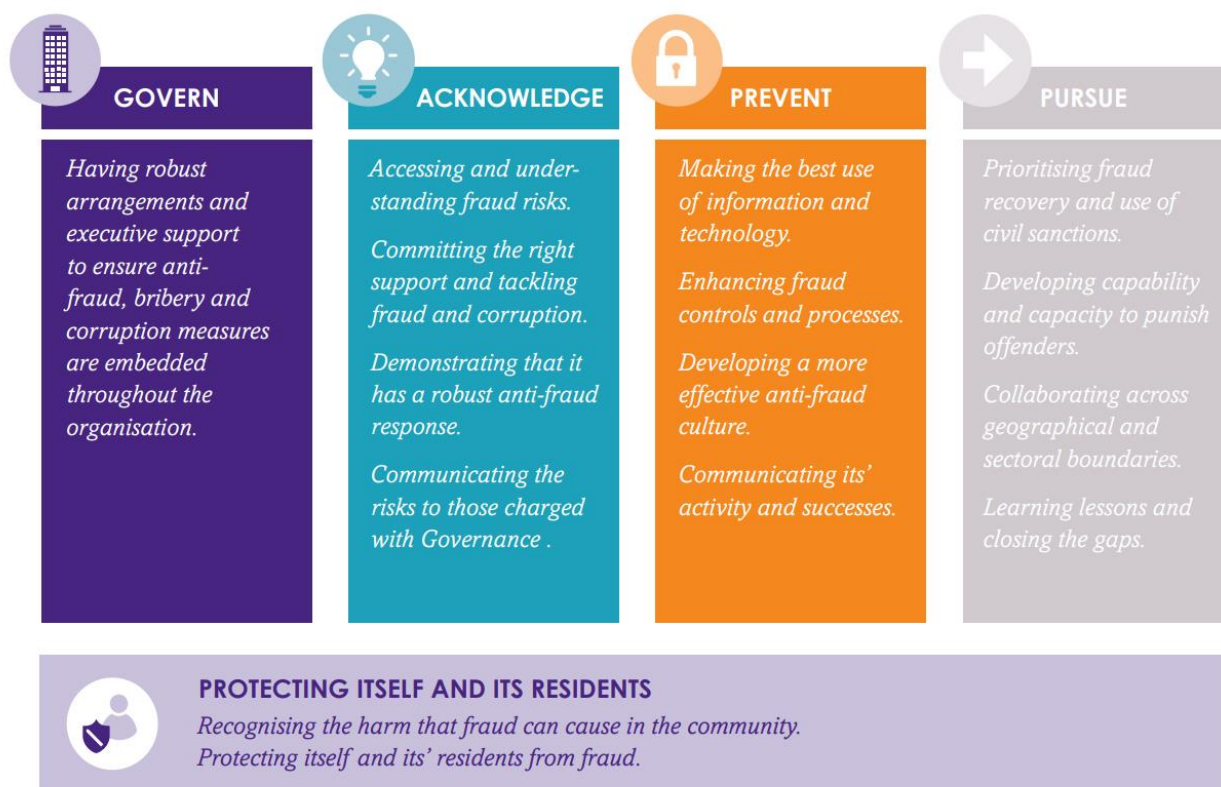 GOVERN
Having robust
arrangements and
executive support
to ensure anti-
fraud, bribery and
corruption measures
are embedded
throughout the
organisation.
ACKNOWLEDGE
Accessing and under-
standing fraud risks.
Committing the right
support and tackling
fraud and corruption.
Demonstrating that it
has a robust anti-fraud
response.
Communicating the
risks to those charged
with Governance .
PREVENT
Making the best use
of information and
technology.
Enhancing fraud
controls and processes.
Developing a more
effective anti-fraud
culture.
Communicating its’
activity and successes.
PURSUE
Prioritising fraud
recovery and use of
civil sanctions.
Developing capability
and capacity to punish
offenders.
Collaborating across
geographical and
sectoral boundaries.
Learning lessons and
closing the gaps.
PROTECTING ITSELF AND ITS RESIDENTS
Recognising the harm that fraud can cause in the community.
Protecting itself and its’ residents from fraud.